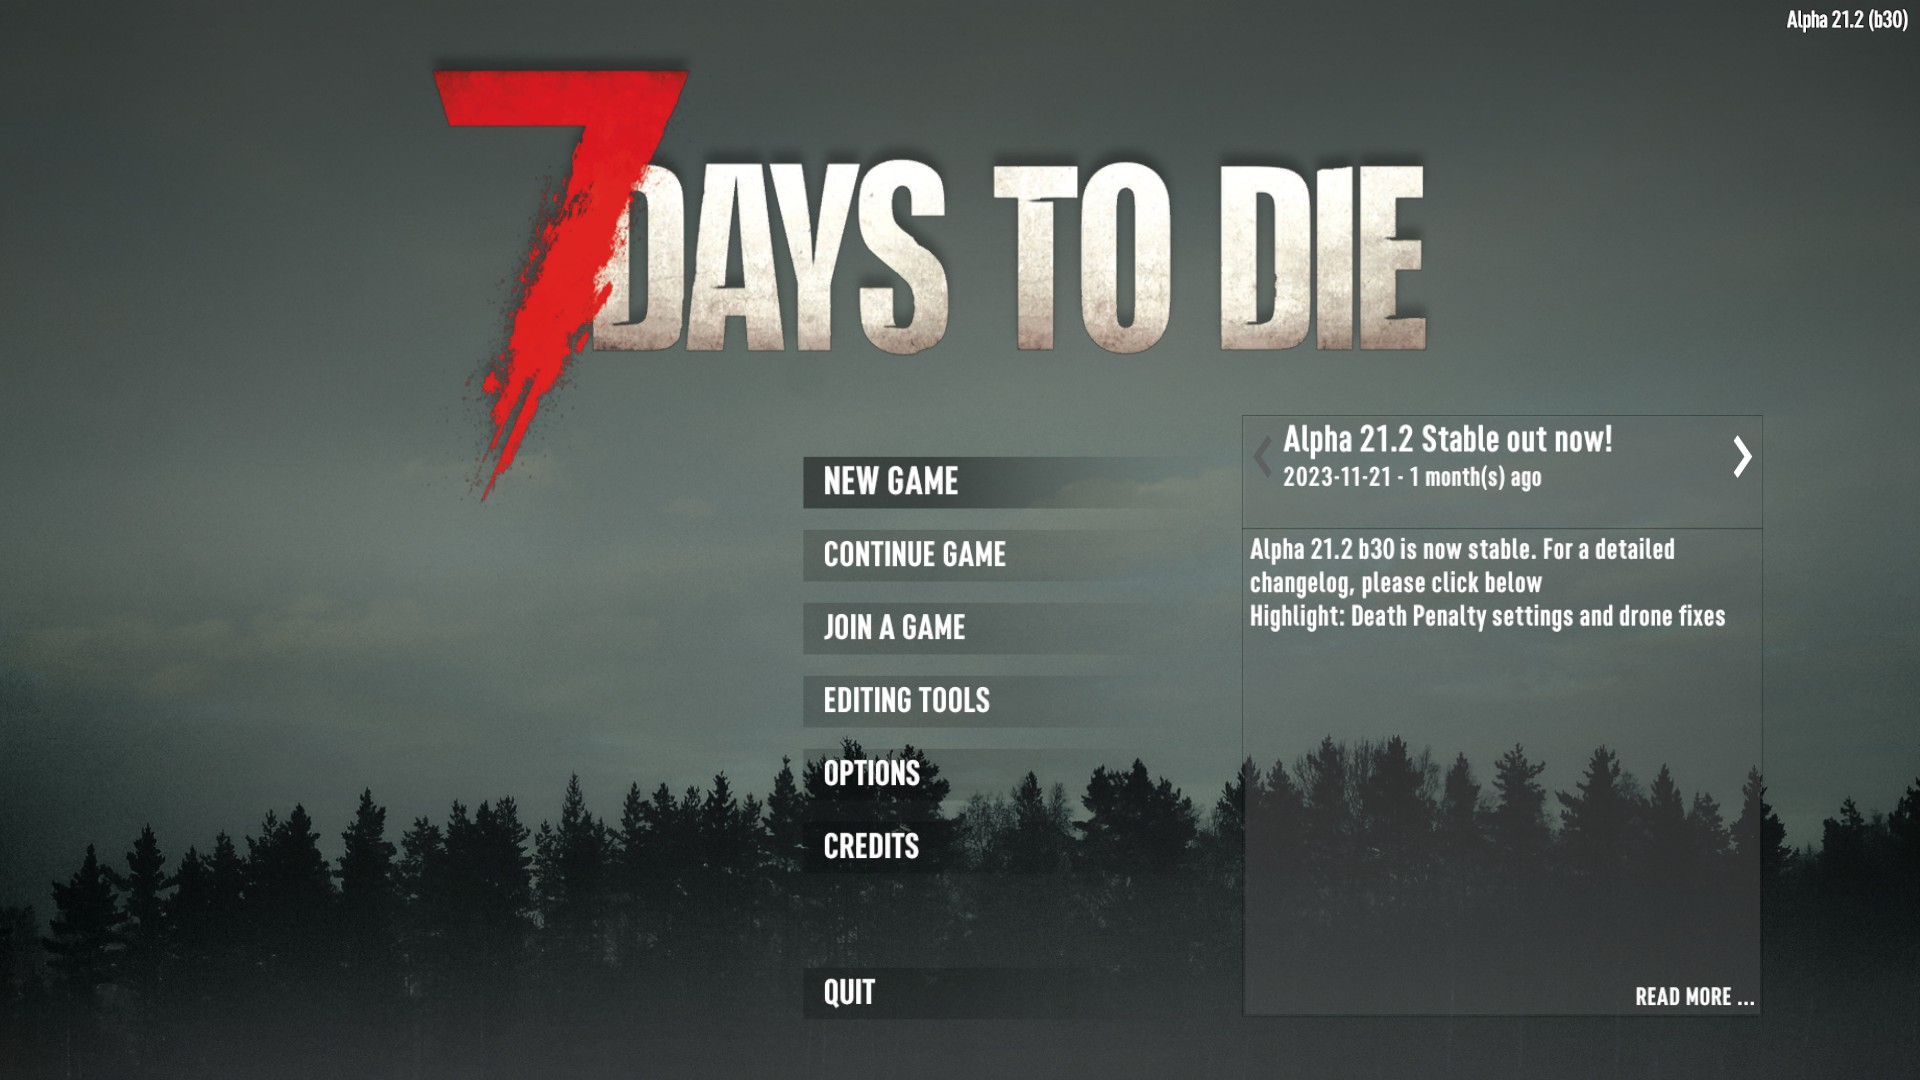 Alpha 21.2 (b30)
7 DAYS TO DIE
NEW GAME
CONTINUE GAME
JOIN A GAME
EDITING TOOLS
OPTIONS
CREDITS
QUIT
Alpha 21.2 Stable out now!
2023-11-21 - 1 month(s) ago
Alpha 21.2 b30 is now stable. For a detailed
changelog, please click below
Highlight: Death Penalty settings and drone fixes
READ MORE ...